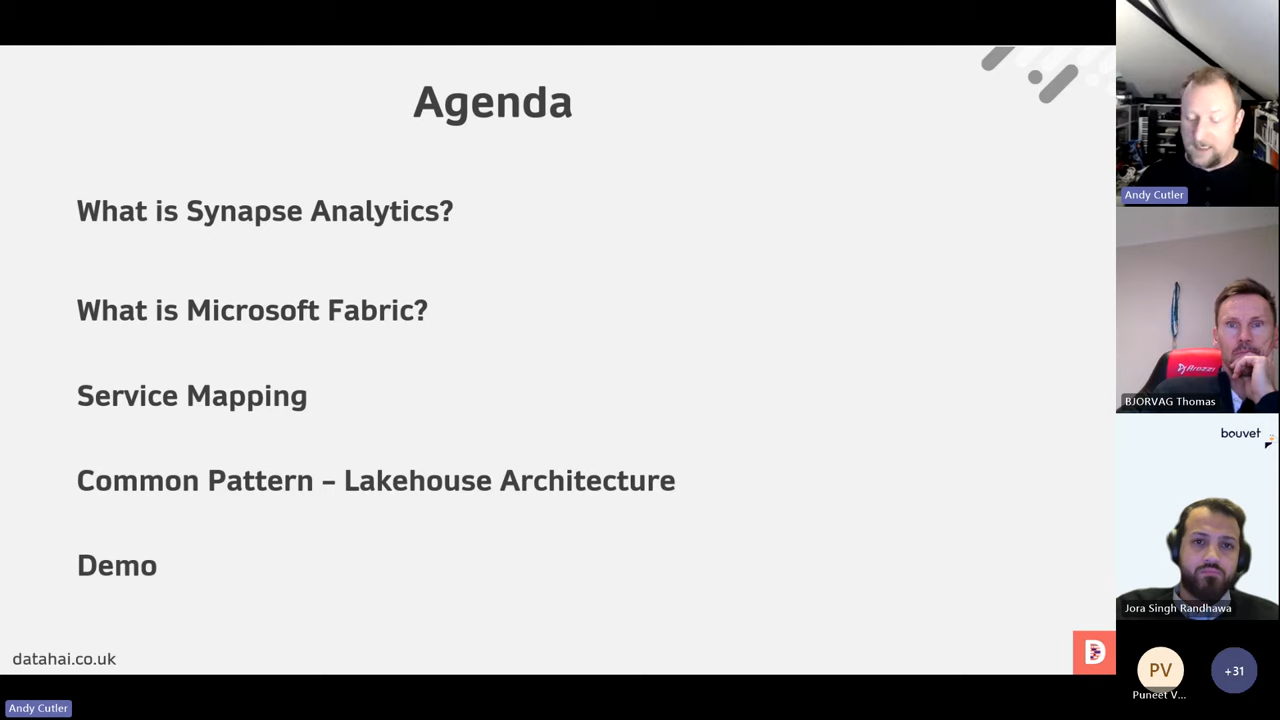 Agenda
What is Synapse Analytics?
What is Microsoft Fabric?
Service Mapping
Common Pattern – Lakehouse Architecture
Demo
datahai.co.uk
D
Andy Cutler
Andy Cutler
AROZZI
BJORVAG Thomas
bouvet
Jora Singh Randhawa
PV
Puneet V...
+31